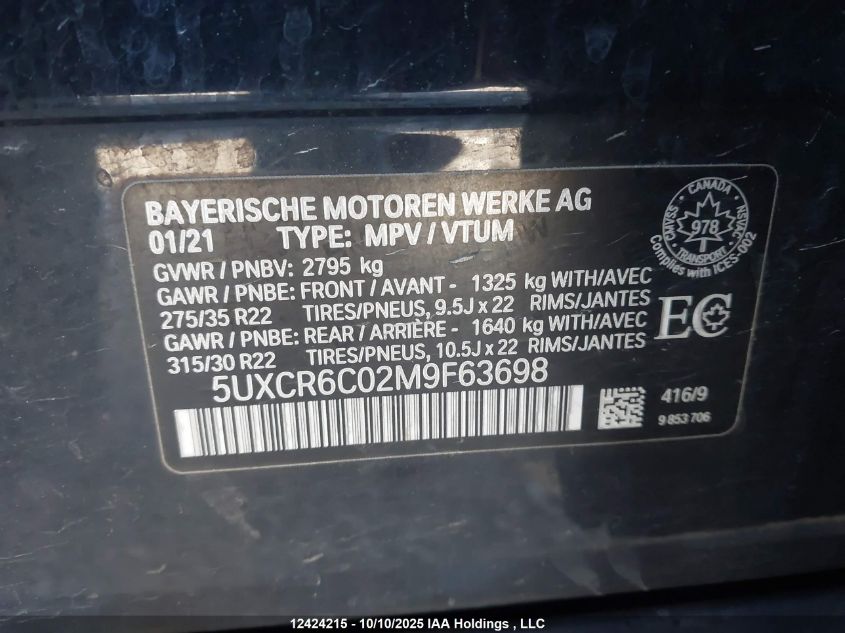 BAYERISCHE MOTOREN WERKE AG
01/21 TYPE: MPV / VTUM
GVWR / PNBV: 2795 kg
GAWR / PNBE: FRONT / AVANT - 1325 kg WITH/AVEC
275/35 R22 TIRES/PNEUS, 9.5J x 22 RIMS/JANTES
GAWR / PNBE: REAR / ARRIÈRE - 1640 kg WITH/AVEC
315/30 R22 TIRES/PNEUS, 10.5J x 22 RIMS/JANTES
5UXCR6C02M9F63698
CANADA
CMVSS
NSVAC
978
TRANSPORT
Complies with ICES-002
EC
416/9
9 853 706
12424215 - 10/10/2025 IAA Holdings , LLC